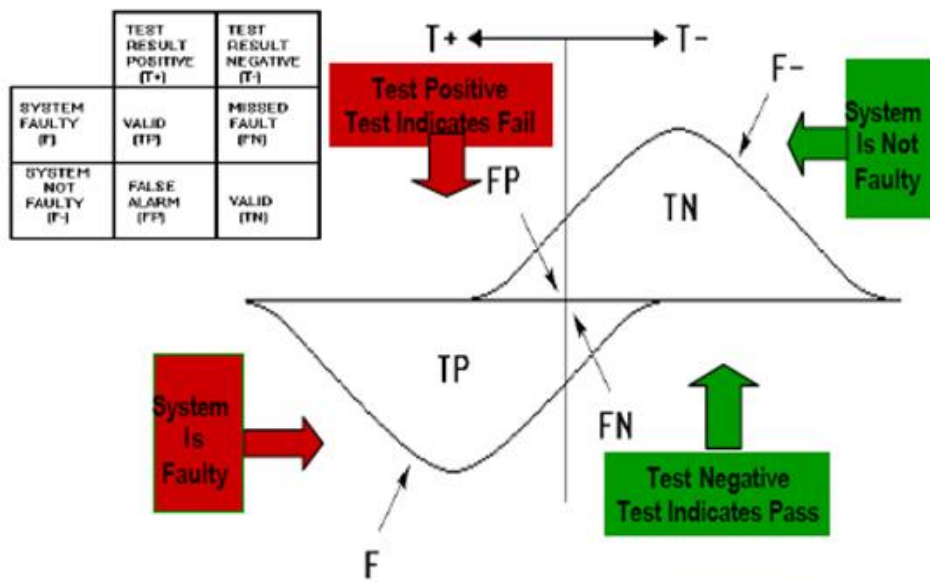 TEST
RESULT
POSITIVE
(T+)
TEST
RESULT
NEGATIVE
(T-)
SYSTEM
FAULTY
(F)
VALID
(TP)
MISSED
FAULT
(FN)
SYSTEM
NOT
FAULTY
(F-)
FALSE
ALARM
(FP)
VALID
(TN)
T+
T-
Test Positive
Test Indicates Fail
F-
System
Is Not
Faulty
FP
TN
TP
System
Is
Faulty
FN
Test Negative
Test Indicates Pass
F